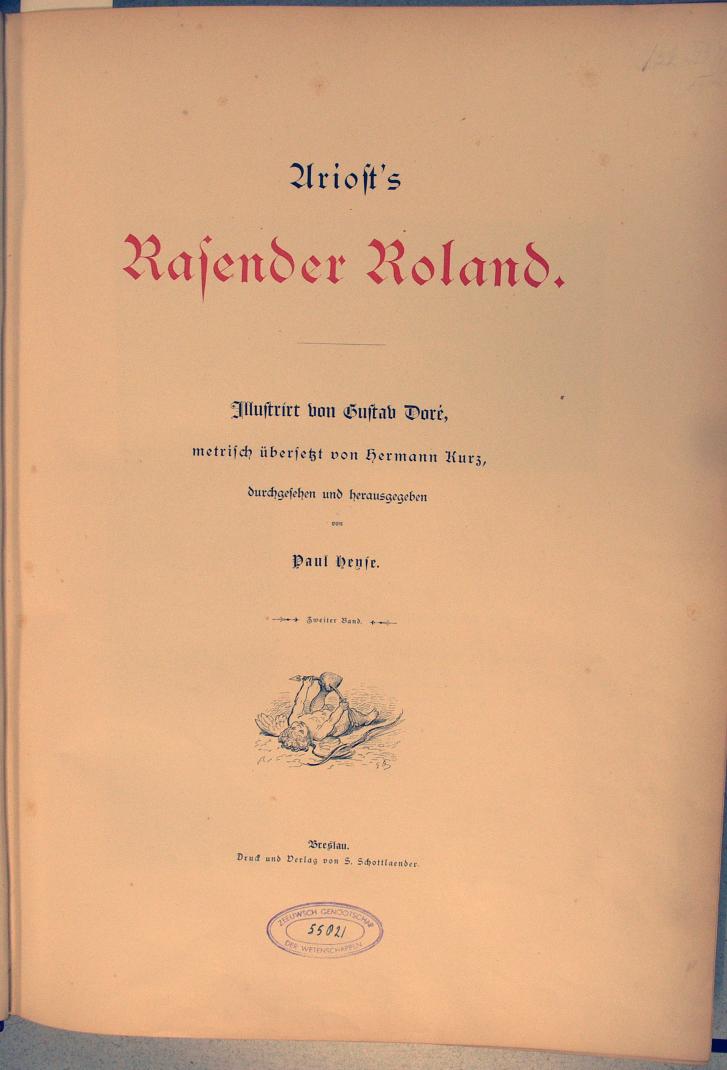 Ariost's
Rasender Roland.
Illustrirt von Gustav Doré,
metrisch übersetzt von Hermann Kurz,
durchgesehen und herausgegeben
von
Paul Heyse.
Zweiter Band.
Breslau.
Druck und Verlag von S. Schottlaender.
ZEEUWSCH GENOOTSCHAP
55021
DER WETENSCHAPPEN